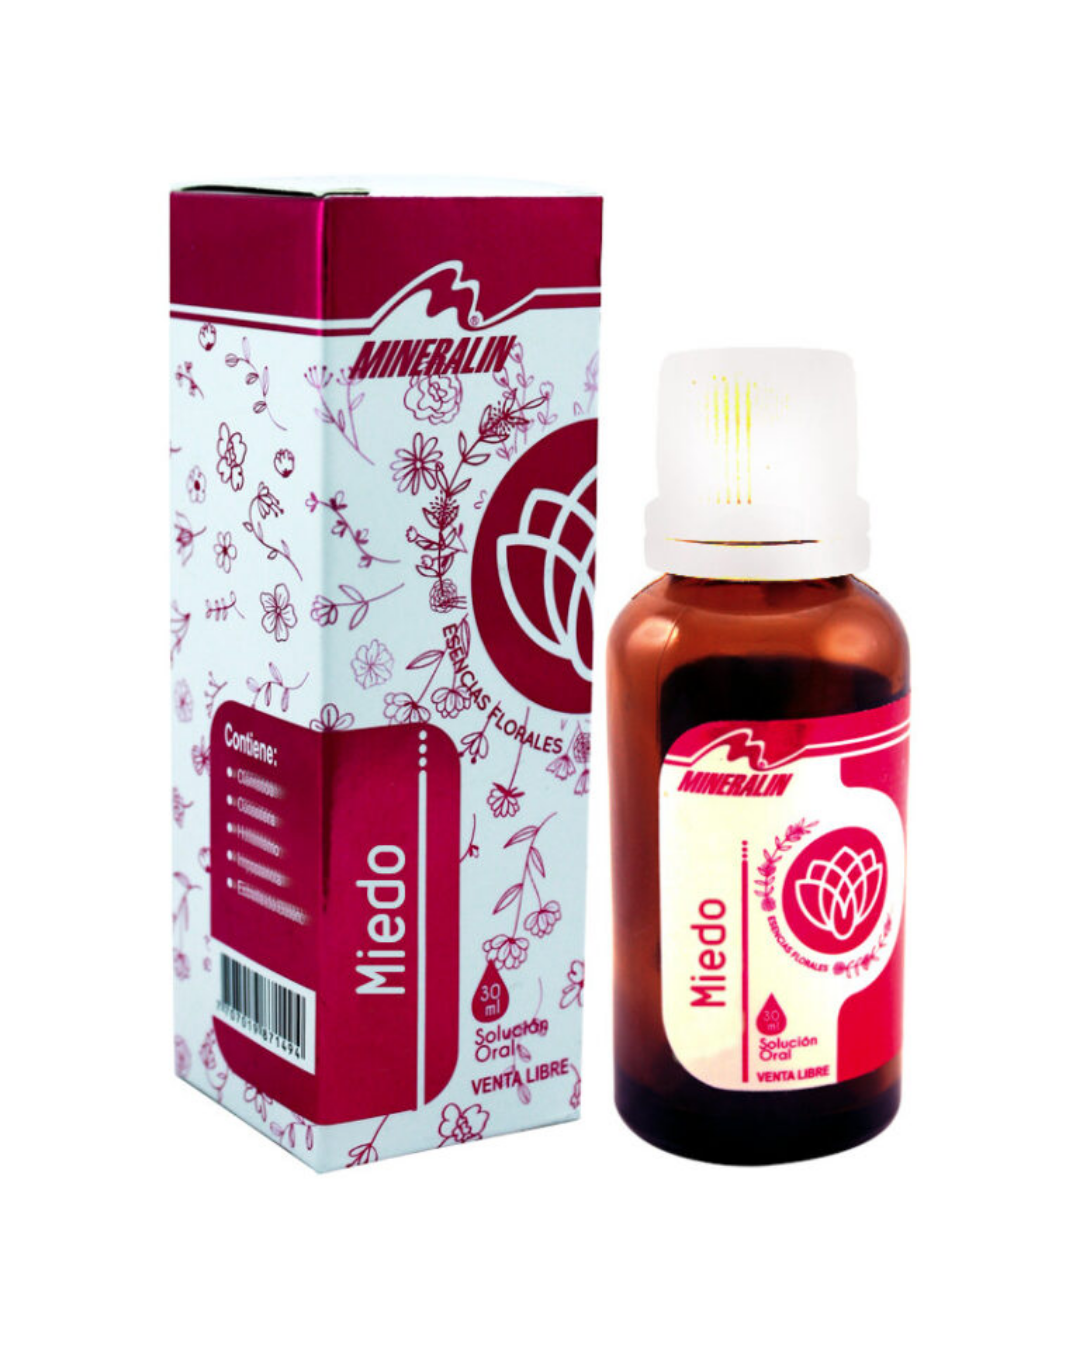 MINERALIN
ESENCIAS FLORALES
Contiene:
Miedo
30
ml
Solución
Oral
VENTA LIBRE
MINERALIN
ESENCIAS FLORALES
Miedo
30
ml
Solución
Oral
VENTA LIBRE